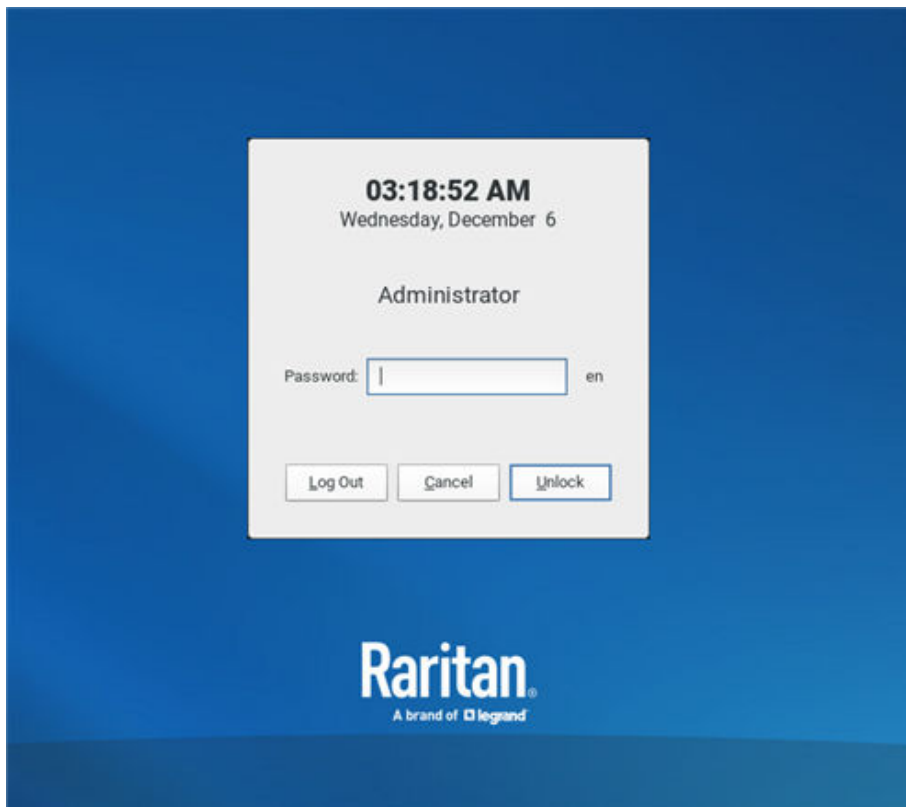 03:18:52 AM
Wednesday, December 6
Administrator
Password: en
Log Out Cancel Unlock
Raritan®
A brand of legrand®